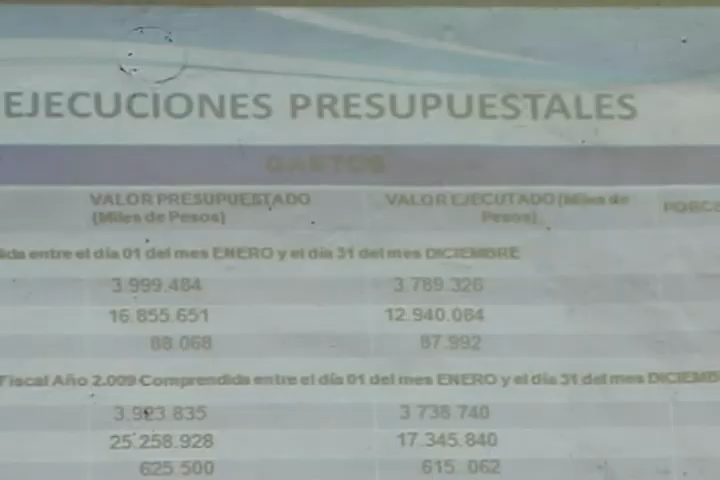 EJECUCIONES PRESUPUESTALES
GASTOS
VALOR PRESUPUESTADO (Miles de Pesos) VALOR EJECUTADO (Miles de Pesos)
entre el día 01 del mes ENERO y el día 31 del mes DICIEMBRE
3.999.484 3.789.326
16.855.651 12.940.084
88.068 87.992
Fiscal Año 2.009 Comprendida entre el día 01 del mes ENERO y el día 31 del mes DICIEMB
3.923.835 3.738.740
25.258.928 17.345.840
625.500 615.062